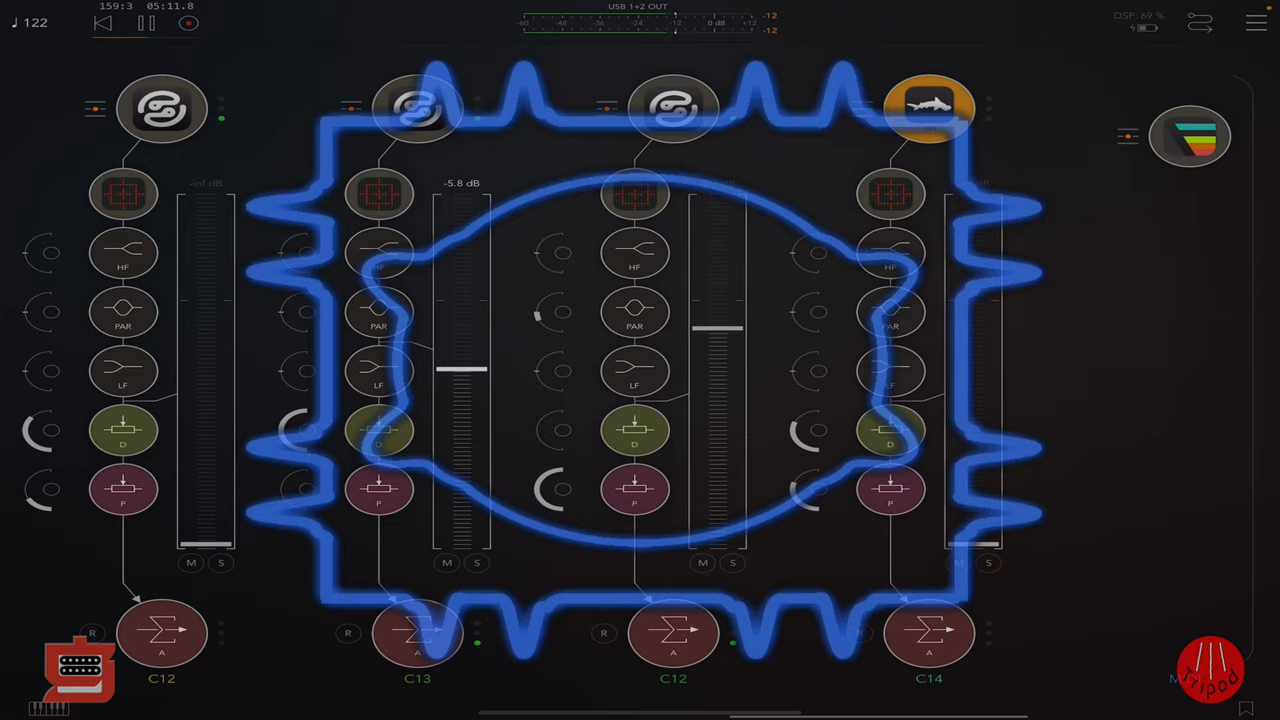 159:3 05:11.8
♩ 122
USB 1+2 OUT
-60 -48 -36 -24 -12 0 dB +12
-12
-12
DSP: 69 %
-inf dB
-5.8 dB
HF HF HF HF
PAR PAR PAR PAR
LF LF LF LF
D D D D
P P P P
M S M S M S M S
R R R
A A A A
C12 C13 C12 C14
Tripod